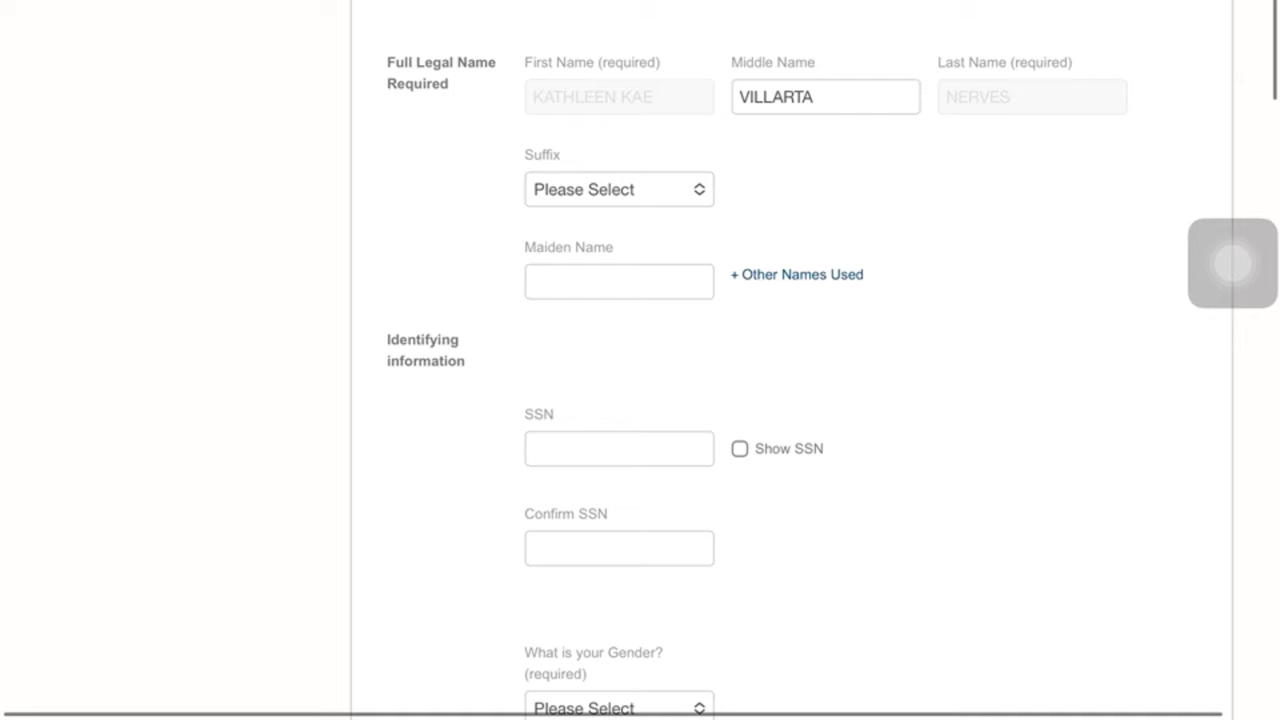 Full Legal Name
Required
First Name (required)
Middle Name
Last Name (required)
KATHLEEN KAE
VILLARTA
NERVES
Suffix
Please Select
Maiden Name
+ Other Names Used
Identifying
information
SSN
Show SSN
Confirm SSN
What is your Gender?
(required)
Please Select